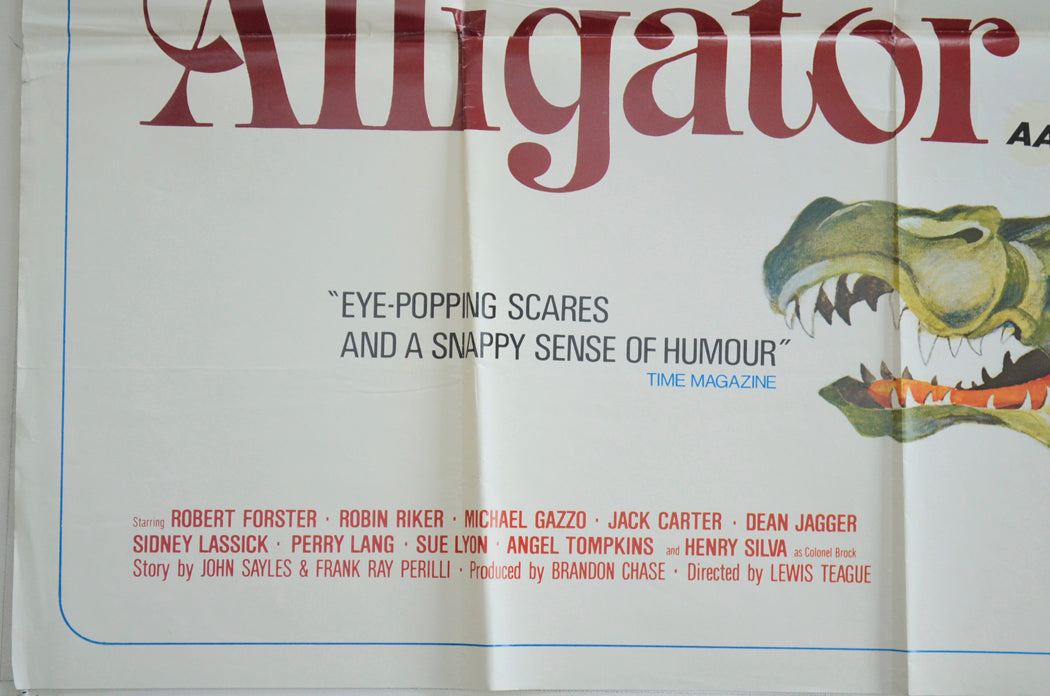 Alligator
AA
"EYE-POPPING SCARES
AND A SNAPPY SENSE OF HUMOUR"
TIME MAGAZINE
Starring ROBERT FORSTER · ROBIN RIKER · MICHAEL GAZZO · JACK CARTER · DEAN JAGGER
SIDNEY LASSICK · PERRY LANG · SUE LYON · ANGEL TOMPKINS and HENRY SILVA as Colonel Brock
Story by JOHN SAYLES & FRANK RAY PERILLI · Produced by BRANDON CHASE · Directed by LEWIS TEAGUE